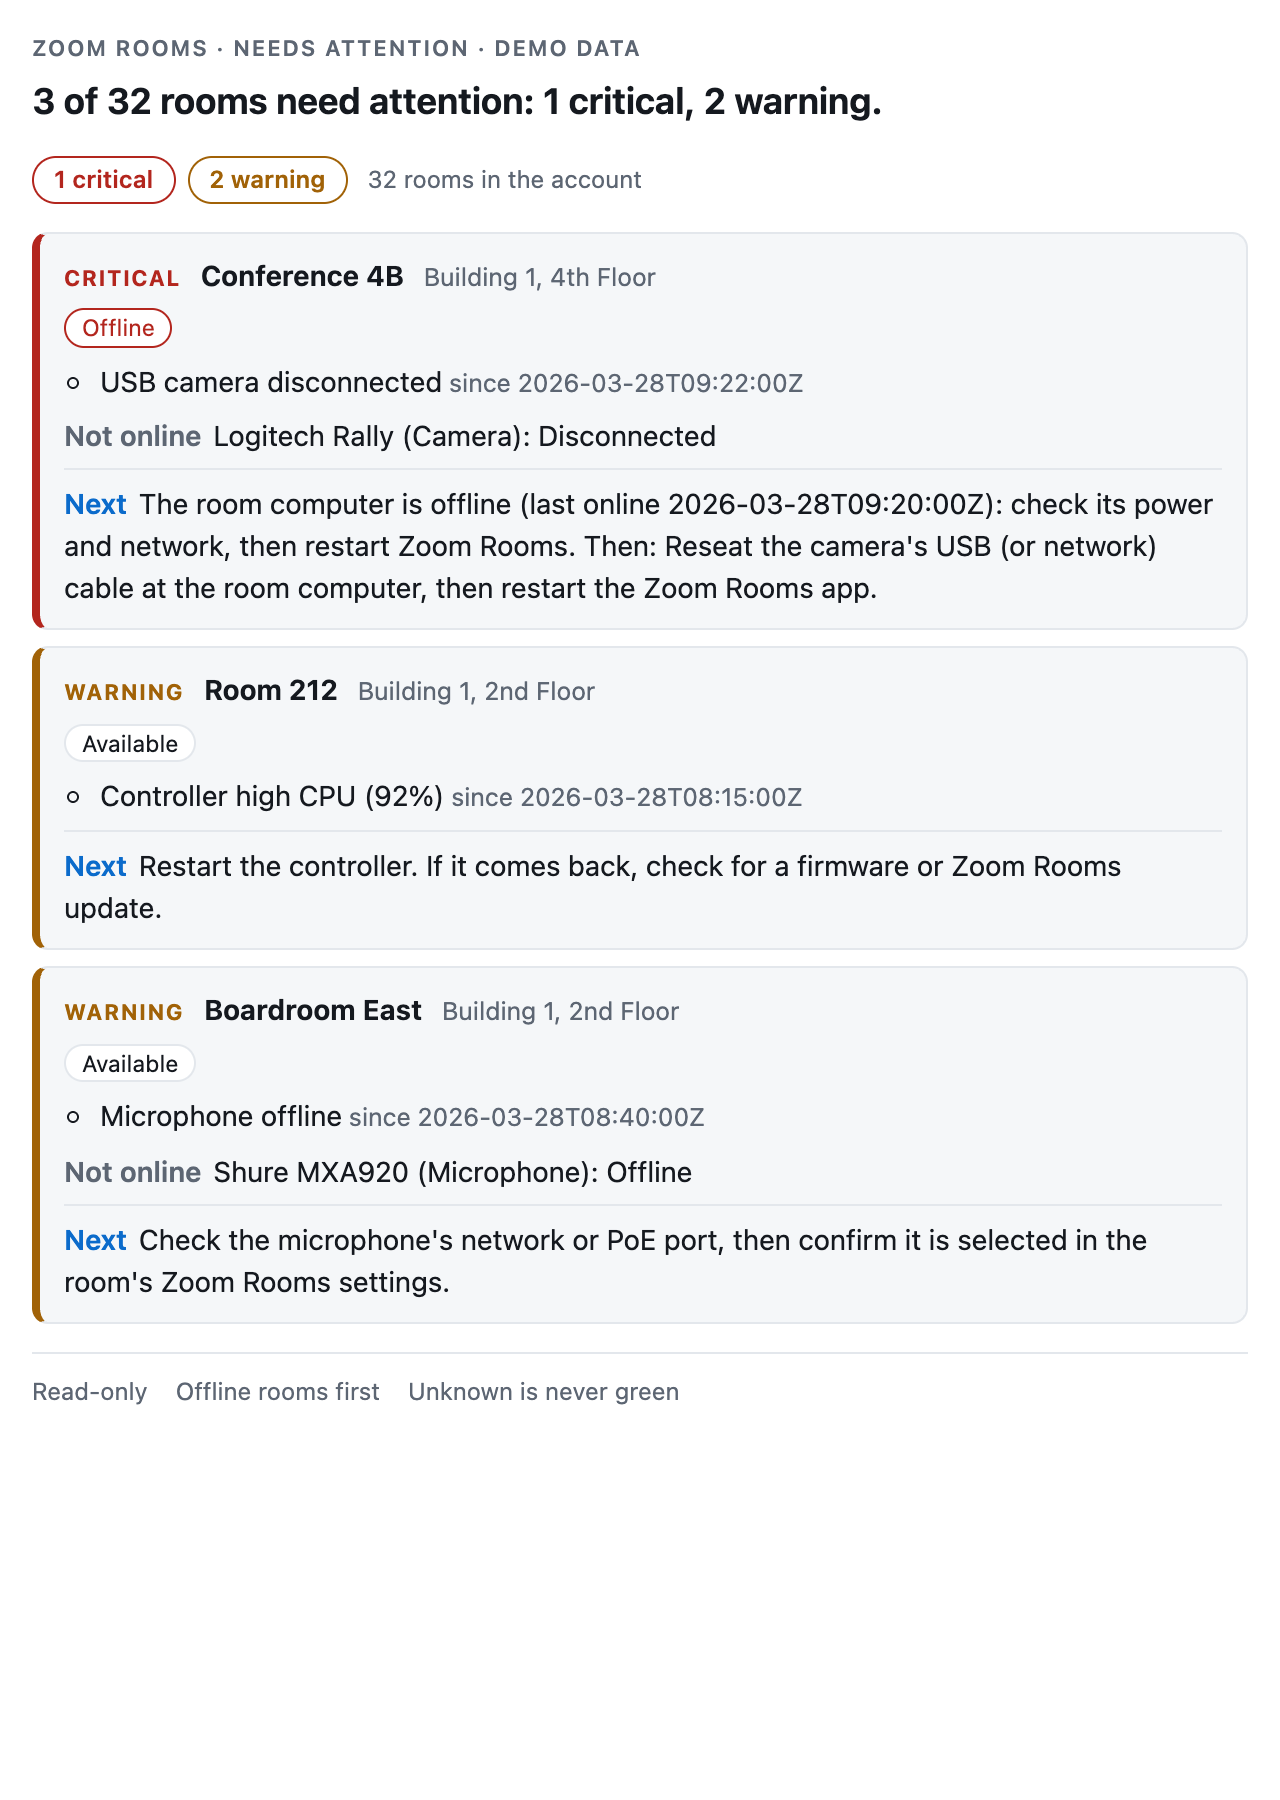 ZOOM ROOMS · NEEDS ATTENTION · DEMO DATA
3 of 32 rooms need attention: 1 critical, 2 warning.
1 critical 2 warning 32 rooms in the account
CRITICAL Conference 4B Building 1, 4th Floor
Offline
USB camera disconnected since 2026-03-28T09:22:00Z
Not online Logitech Rally (Camera): Disconnected
Next The room computer is offline (last online 2026-03-28T09:20:00Z): check its power
and network, then restart Zoom Rooms. Then: Reseat the camera's USB (or network)
cable at the room computer, then restart the Zoom Rooms app.
WARNING Room 212 Building 1, 2nd Floor
Available
Controller high CPU (92%) since 2026-03-28T08:15:00Z
Next Restart the controller. If it comes back, check for a firmware or Zoom Rooms
update.
WARNING Boardroom East Building 1, 2nd Floor
Available
Microphone offline since 2026-03-28T08:40:00Z
Not online Shure MXA920 (Microphone): Offline
Next Check the microphone's network or PoE port, then confirm it is selected in the
room's Zoom Rooms settings.
Read-only Offline rooms first Unknown is never green